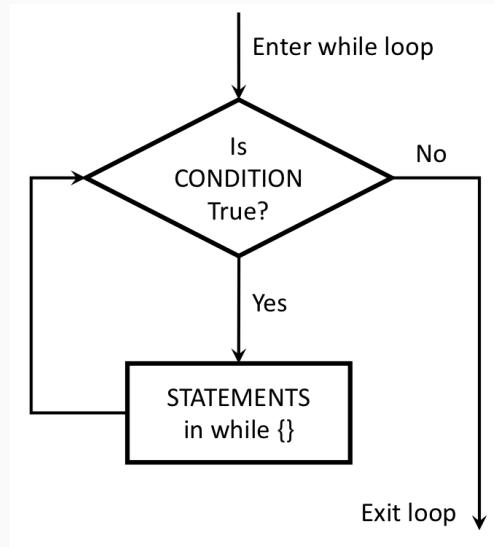 Enter while loop
Is
CONDITION
True?
No
Yes
STATEMENTS
in while {}
Exit loop